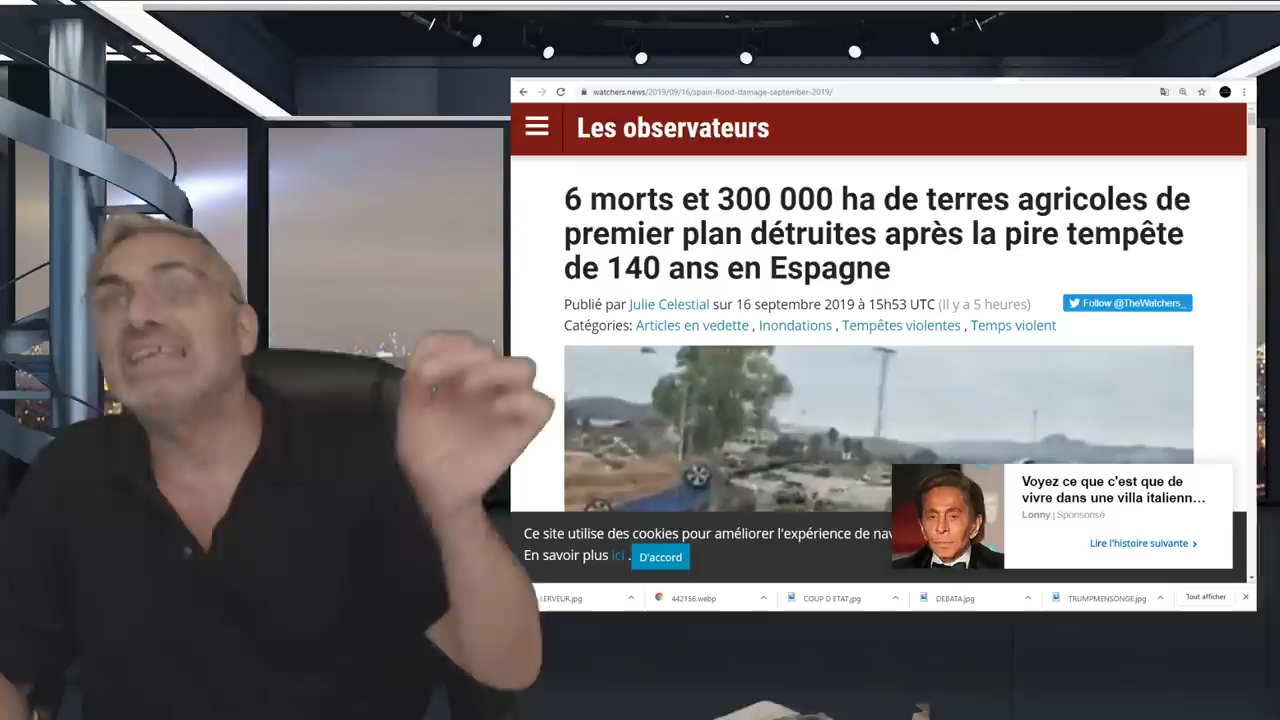 watchers.news/2019/09/16/spain-flood-damage-september-2019/
Les observateurs
6 morts et 300 000 ha de terres agricoles de
premier plan détruites après la pire tempête
de 140 ans en Espagne
Publié par Julie Celestial sur 16 septembre 2019 à 15h53 UTC (Il y a 5 heures)
Follow @TheWatchers_
Catégories: Articles en vedette , Inondations , Tempêtes violentes , Temps violent
Voyez ce que c'est que de
vivre dans une villa italienn...
Lonny | Sponsorisé
Lire l'histoire suivante
Ce site utilise des cookies pour améliorer l'expérience de nav
En savoir plus ici . D'accord
442156.webp
COUP D ETAT.jpg
DEBATA.jpg
TRUMPMENSONGE.jpg
Tout afficher